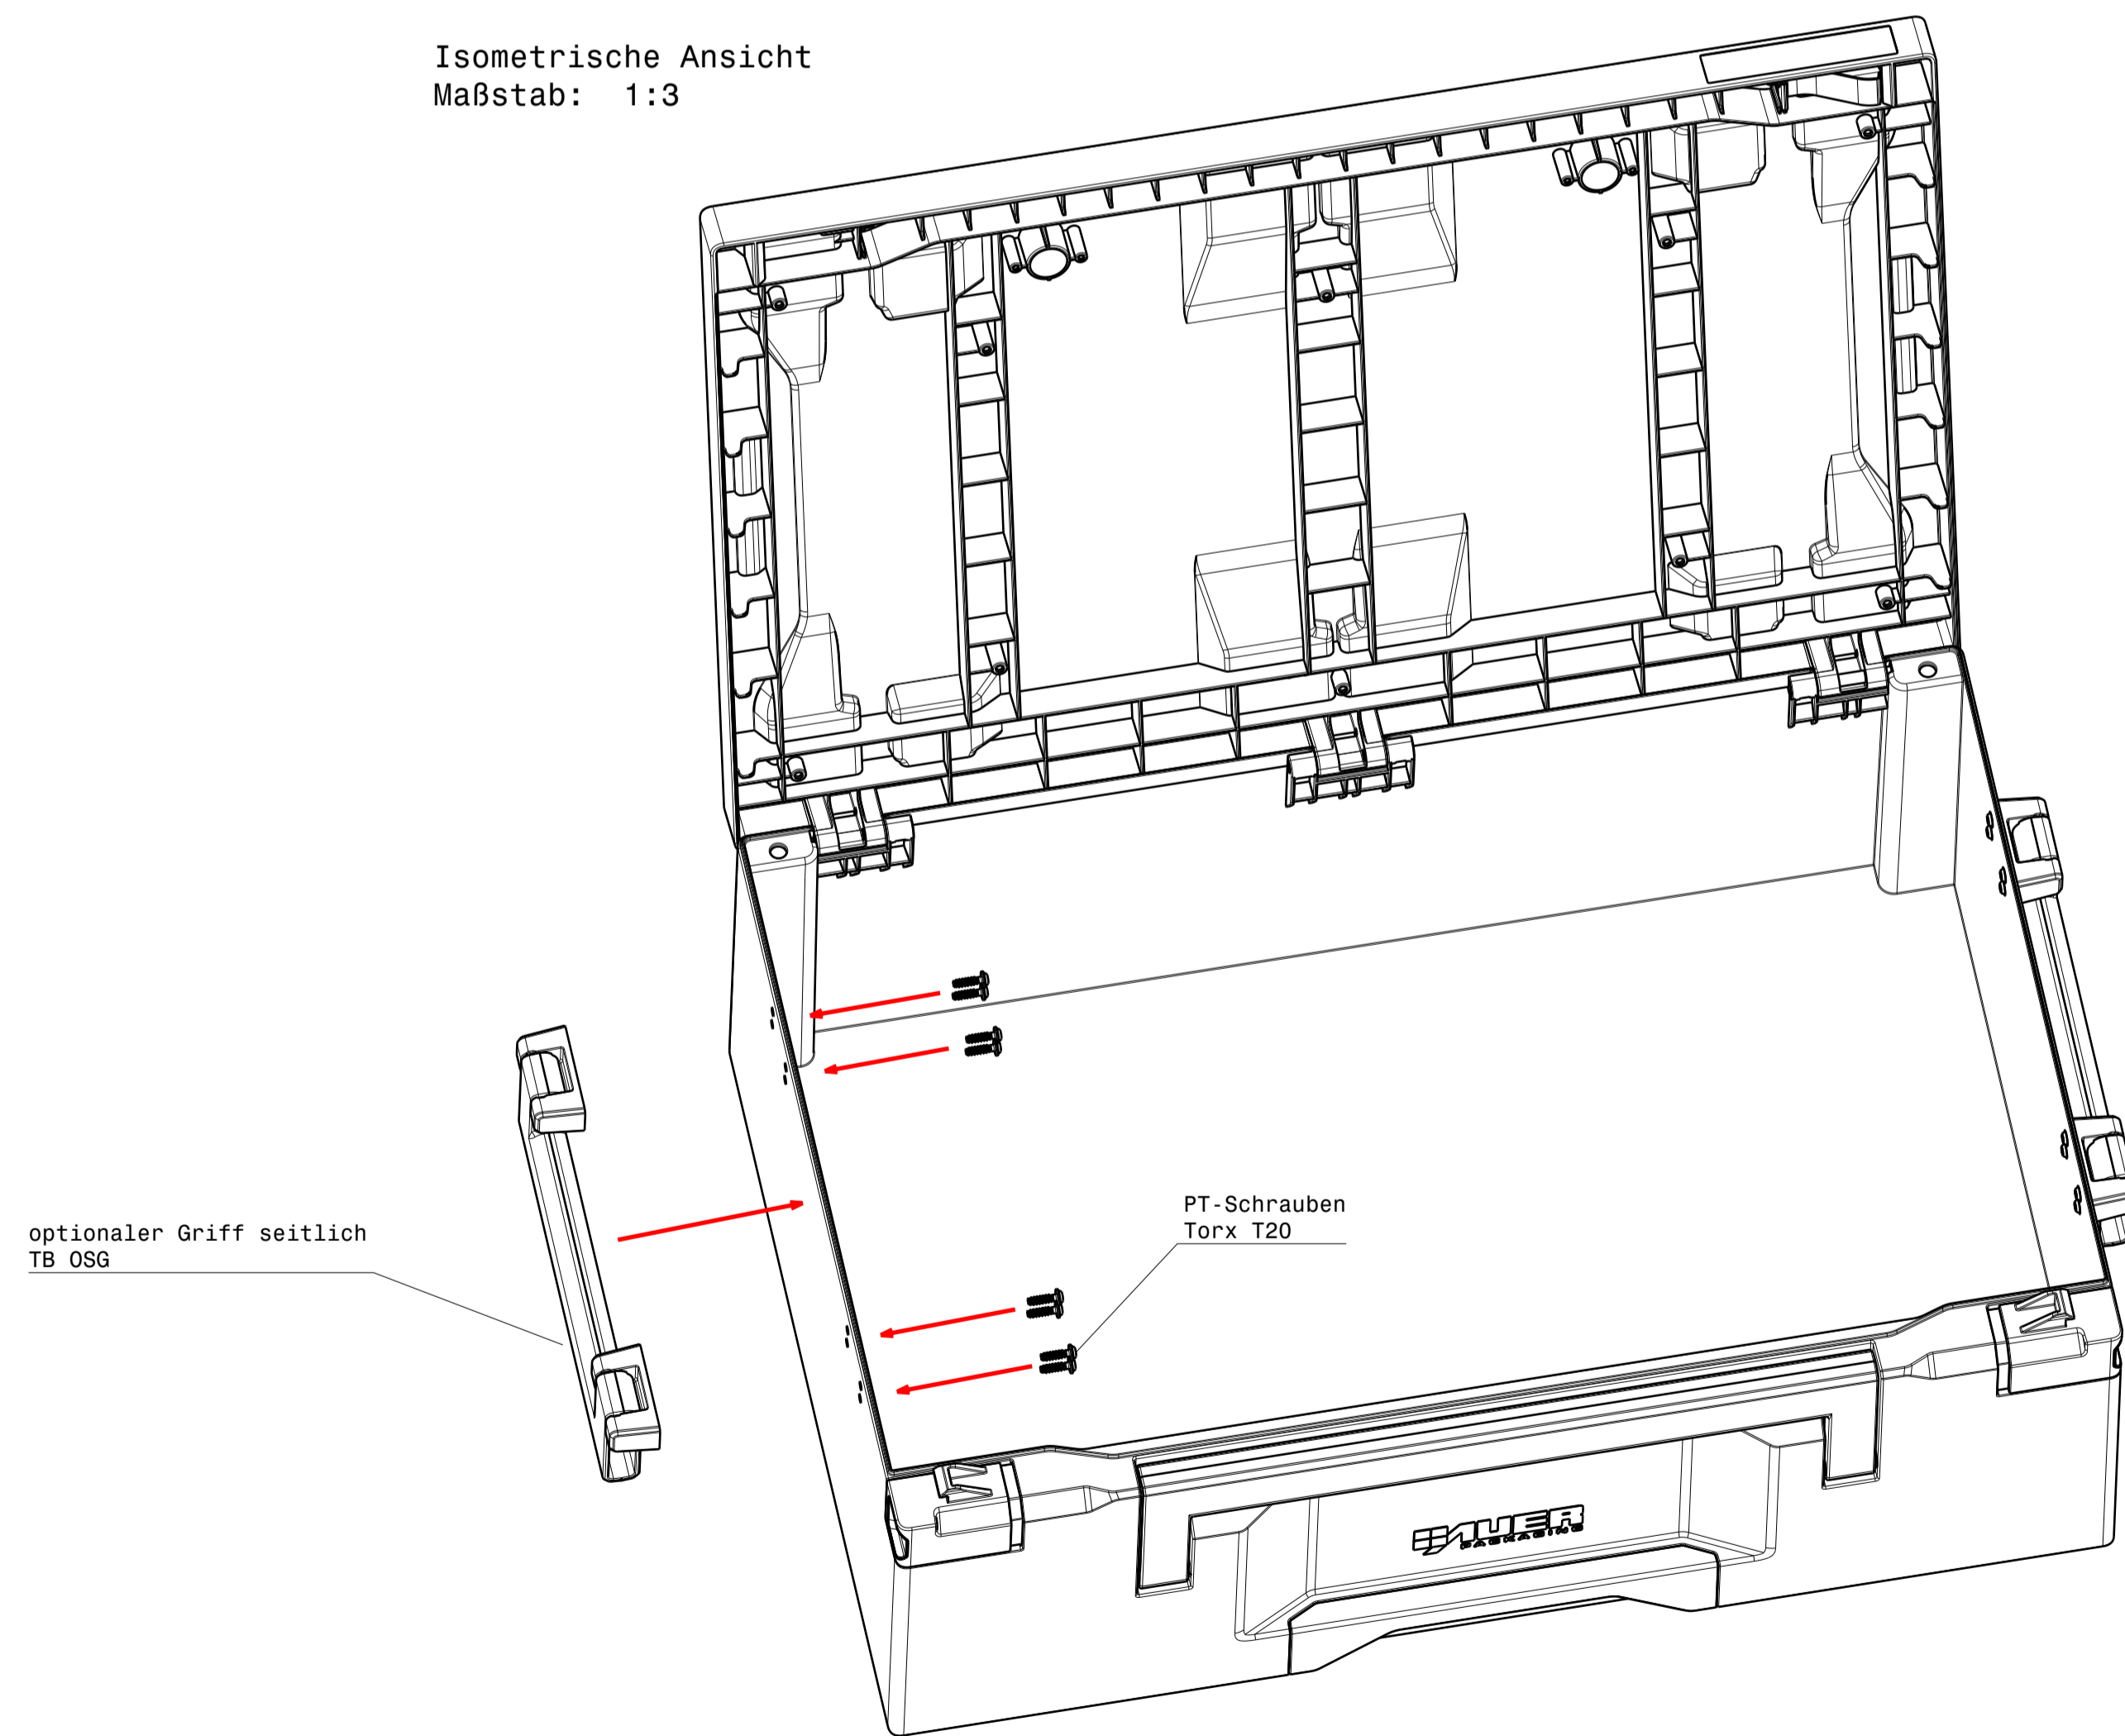 Isometrische Ansicht
Maßstab: 1:3
optionaler Griff seitlich
TB OSG
PT-Schrauben
Torx T20
AUER
PACKAGING